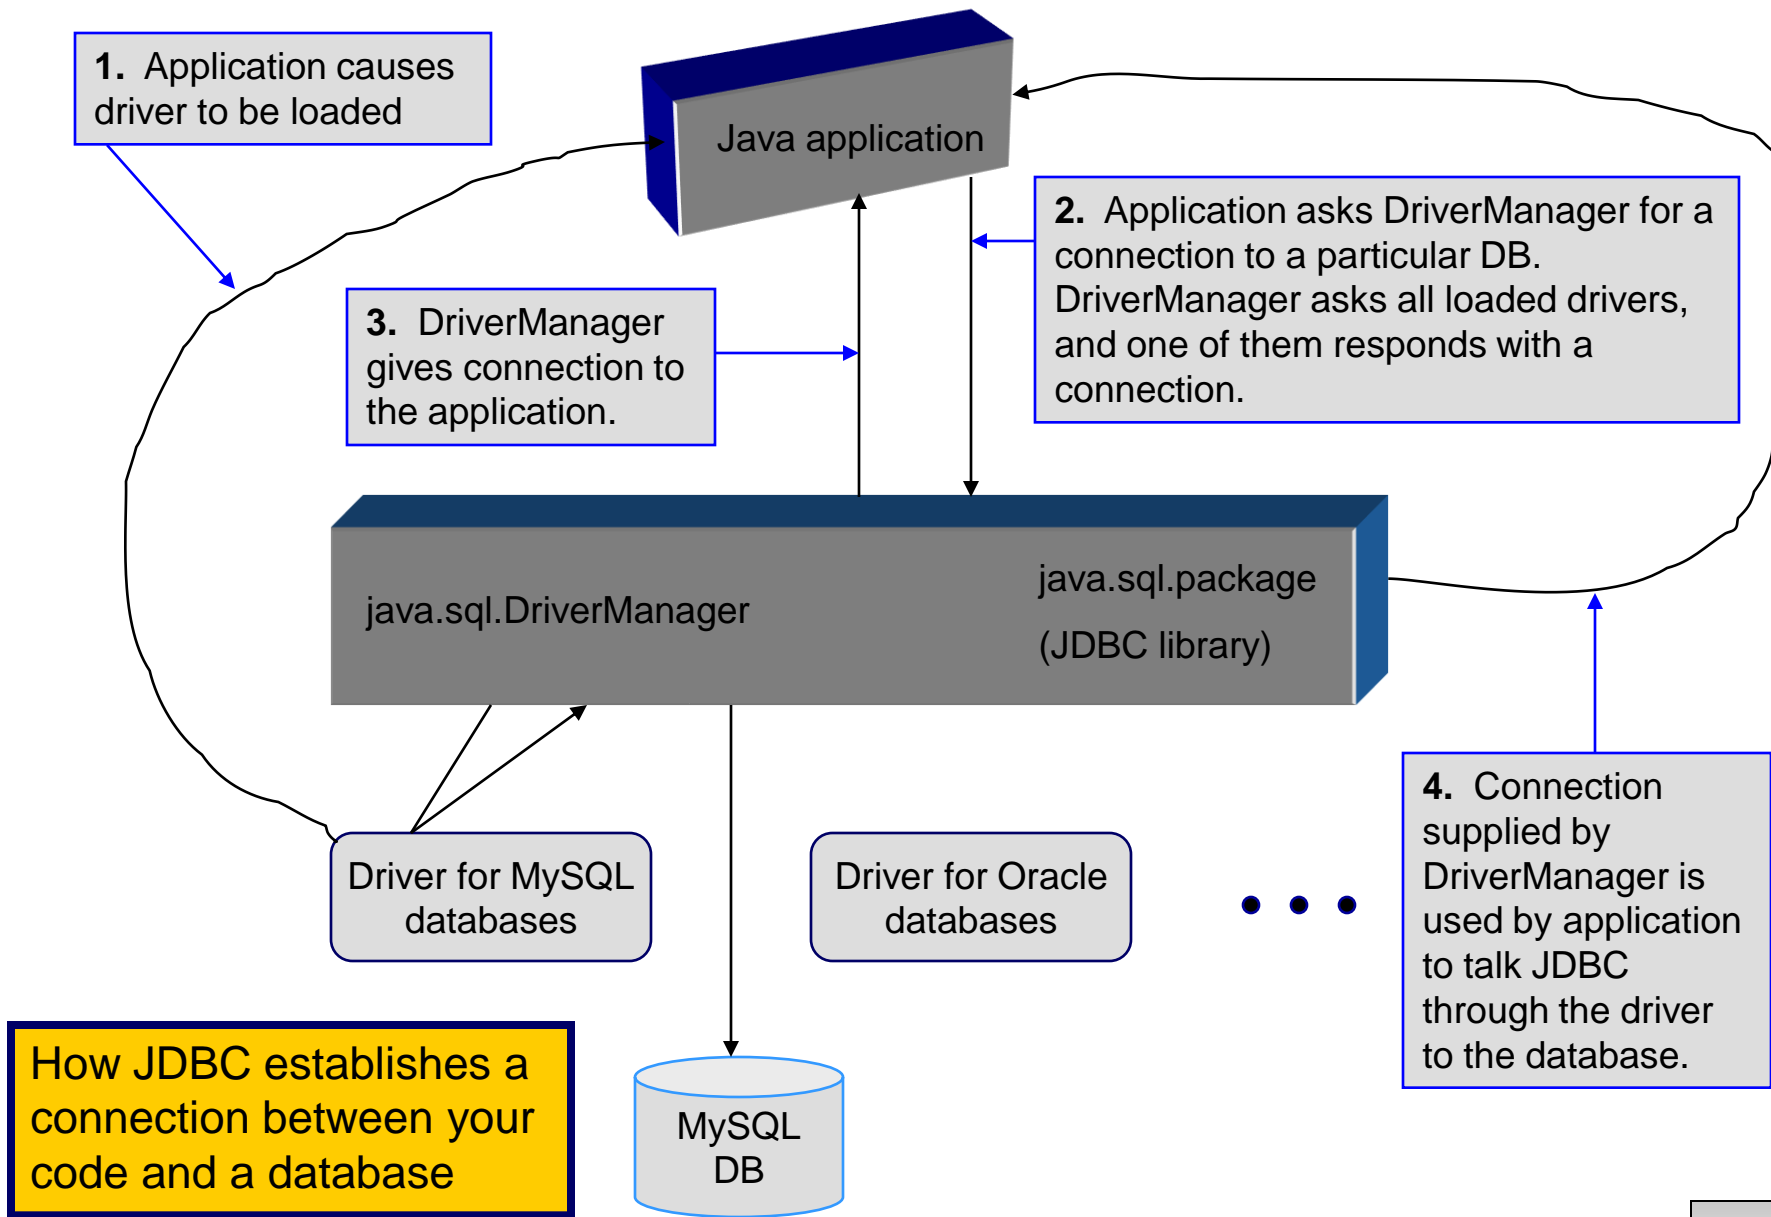 1. Application causes
driver to be loaded
Java application
2. Application asks DriverManager for a
connection to a particular DB.
DriverManager asks all loaded drivers,
and one of them responds with a
connection.
3. DriverManager
gives connection to
the application.
java.sql.DriverManager
java.sql.package
(JDBC library)
Driver for MySQL
databases
Driver for Oracle
databases
4. Connection
supplied by
DriverManager is
used by application
to talk JDBC
through the driver
to the database.
How JDBC establishes a
connection between your
code and a database
MySQL
DB